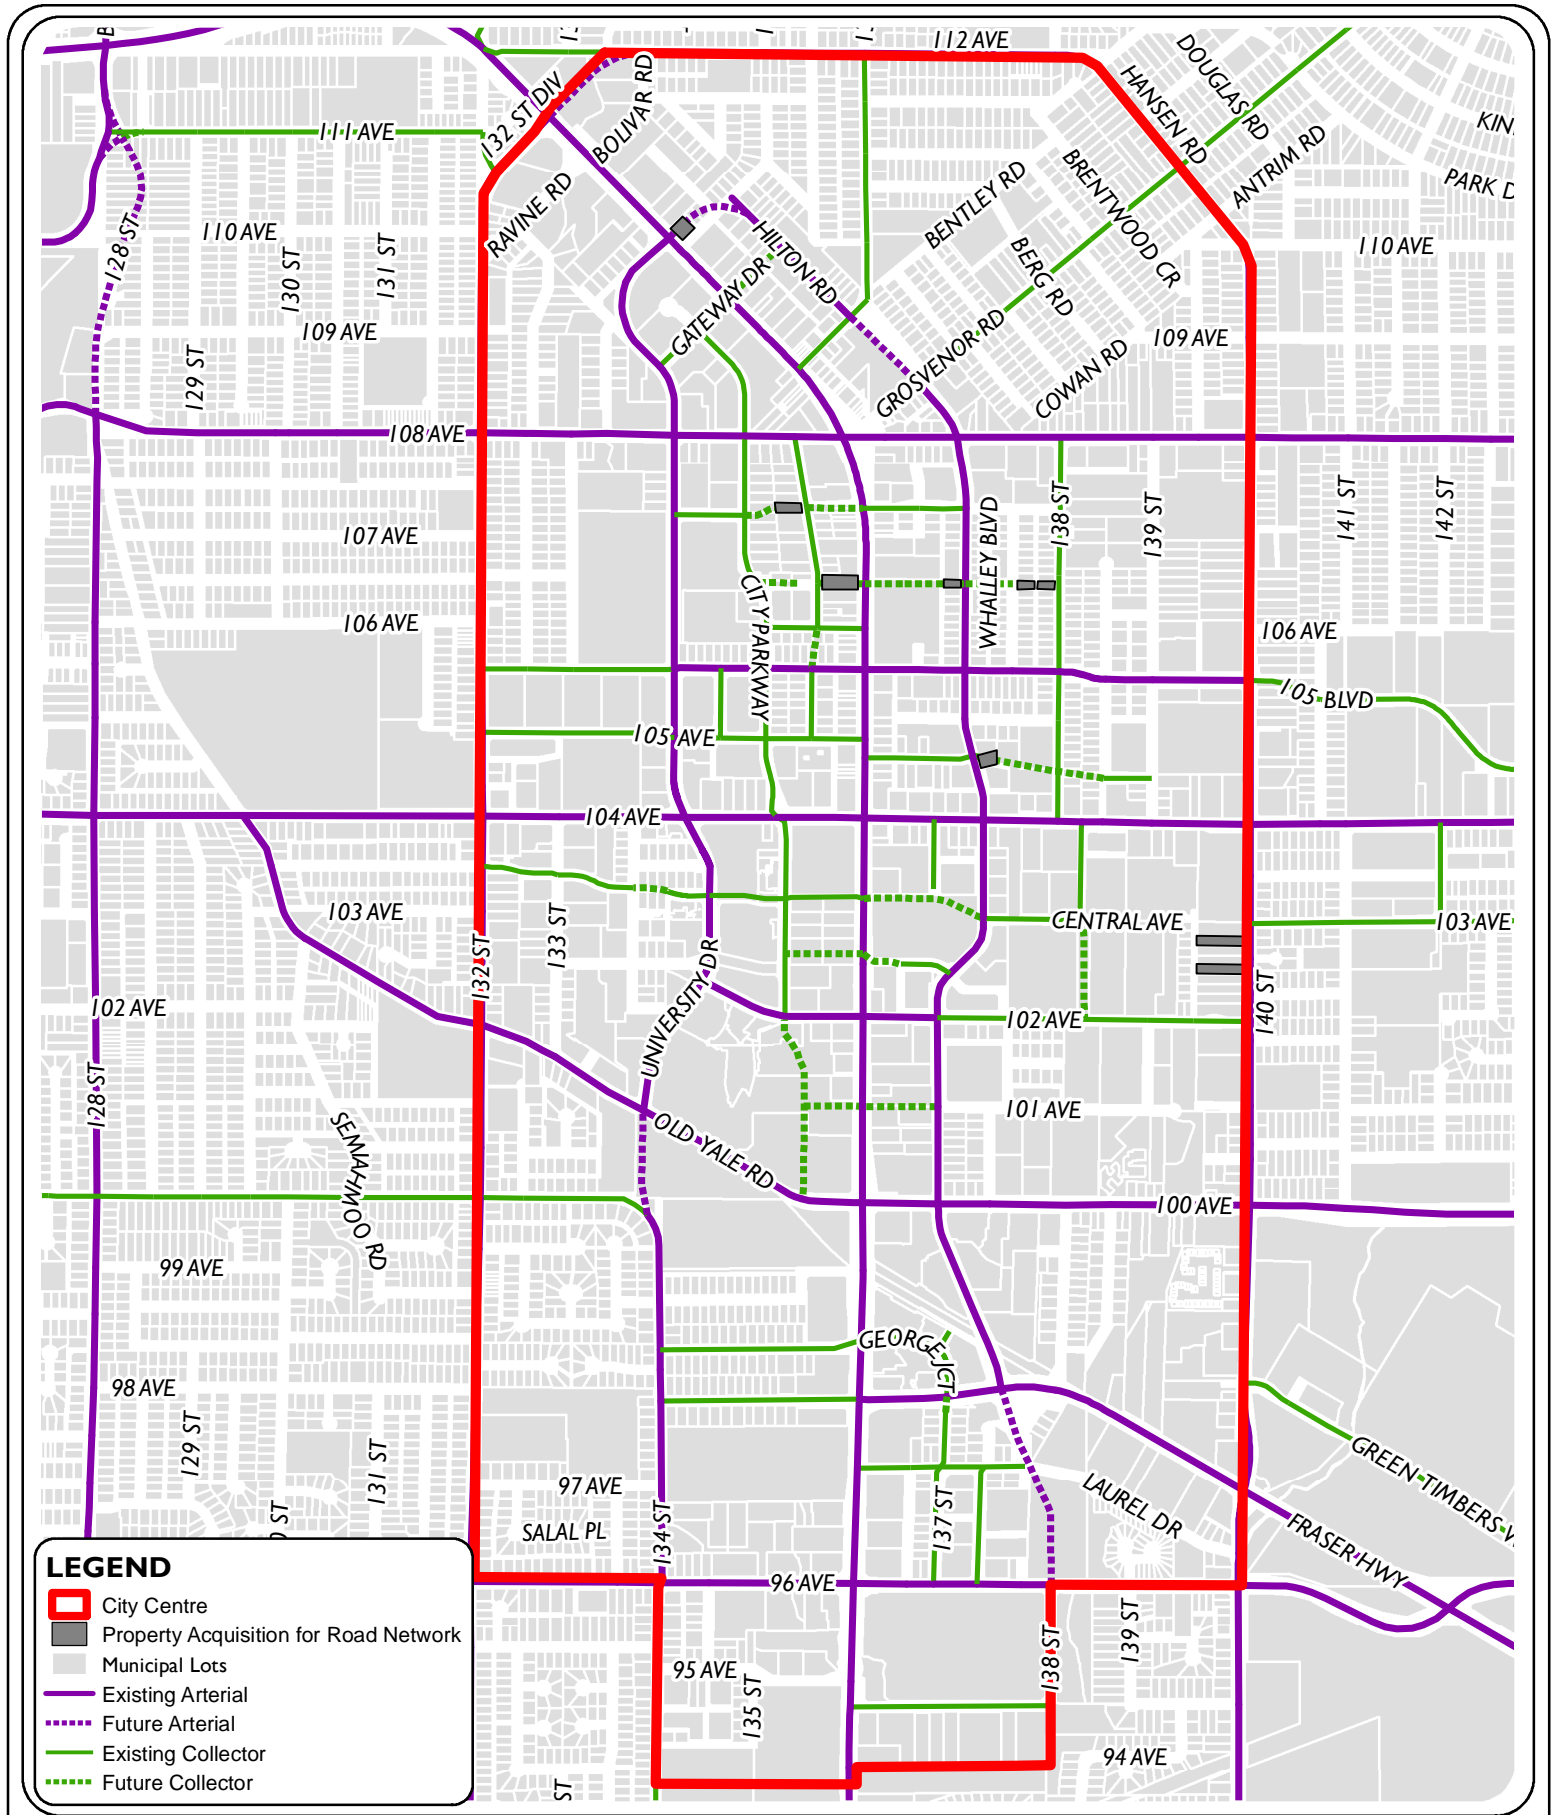 112 AVE
DOUGLAS RD
HANSEN RD
132 ST DIV
BOLIVAR RD
111 AVE
ANTRIM RD
BRENTWOOD CR
PARK D
KIN
RAVINE RD
BENTLEY RD
128 ST
110 AVE
130 ST
131 ST
HILTON RD
BERG RD
110 AVE
GATEWAY DR
109 AVE
129 ST
GROSVENOR RD
COWAN RD
109 AVE
108 AVE
107 AVE
WHALLEY BLVD
138 ST
139 ST
141 ST
142 ST
106 AVE
CITY PARKWAY
106 AVE
105 BLVD
105 AVE
104 AVE
103 AVE
133 ST
132 ST
UNIVERSITY DR
CENTRAL AVE
103 AVE
102 AVE
102 AVE
140 ST
128 ST
SEMIAHMOO RD
OLD YALE RD
101 AVE
100 AVE
99 AVE
GEORGE JCT
98 AVE
129 ST
131 ST
97 AVE
SALAL PL
134 ST
137 ST
LAUREL DR
GREEN TIMBERS W
FRASER HWY
96 AVE
95 AVE
135 ST
138 ST
139 ST
94 AVE
ST
LEGEND
City Centre
Property Acquisition for Road Network
Municipal Lots
Existing Arterial
Future Arterial
Existing Collector
Future Collector